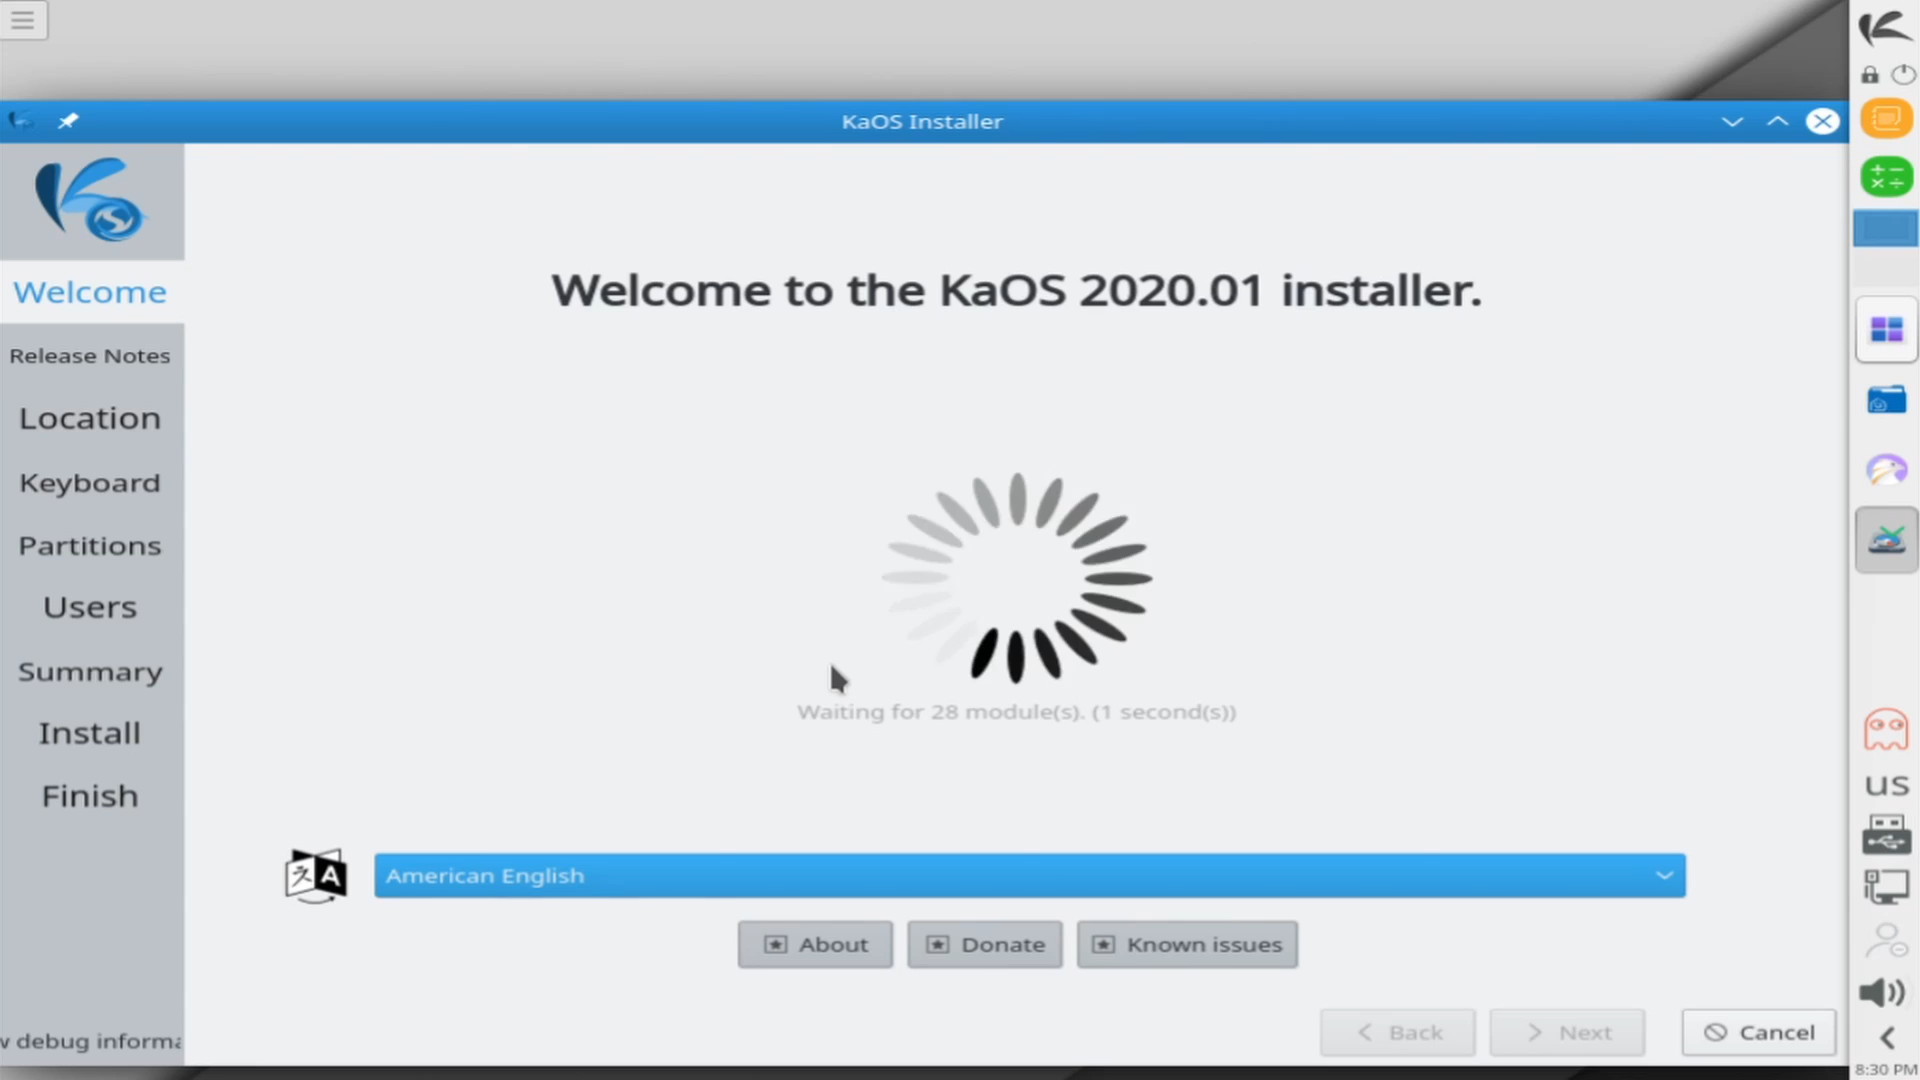 KaOS Installer
Welcome
Release Notes
Location
Keyboard
Partitions
Users
Summary
Install
Finish
w debug informa
Welcome to the KaOS 2020.01 installer.
Waiting for 28 module(s). (1 second(s))
American English
About
Donate
Known issues
Back
Next
Cancel
us
8:30 PM